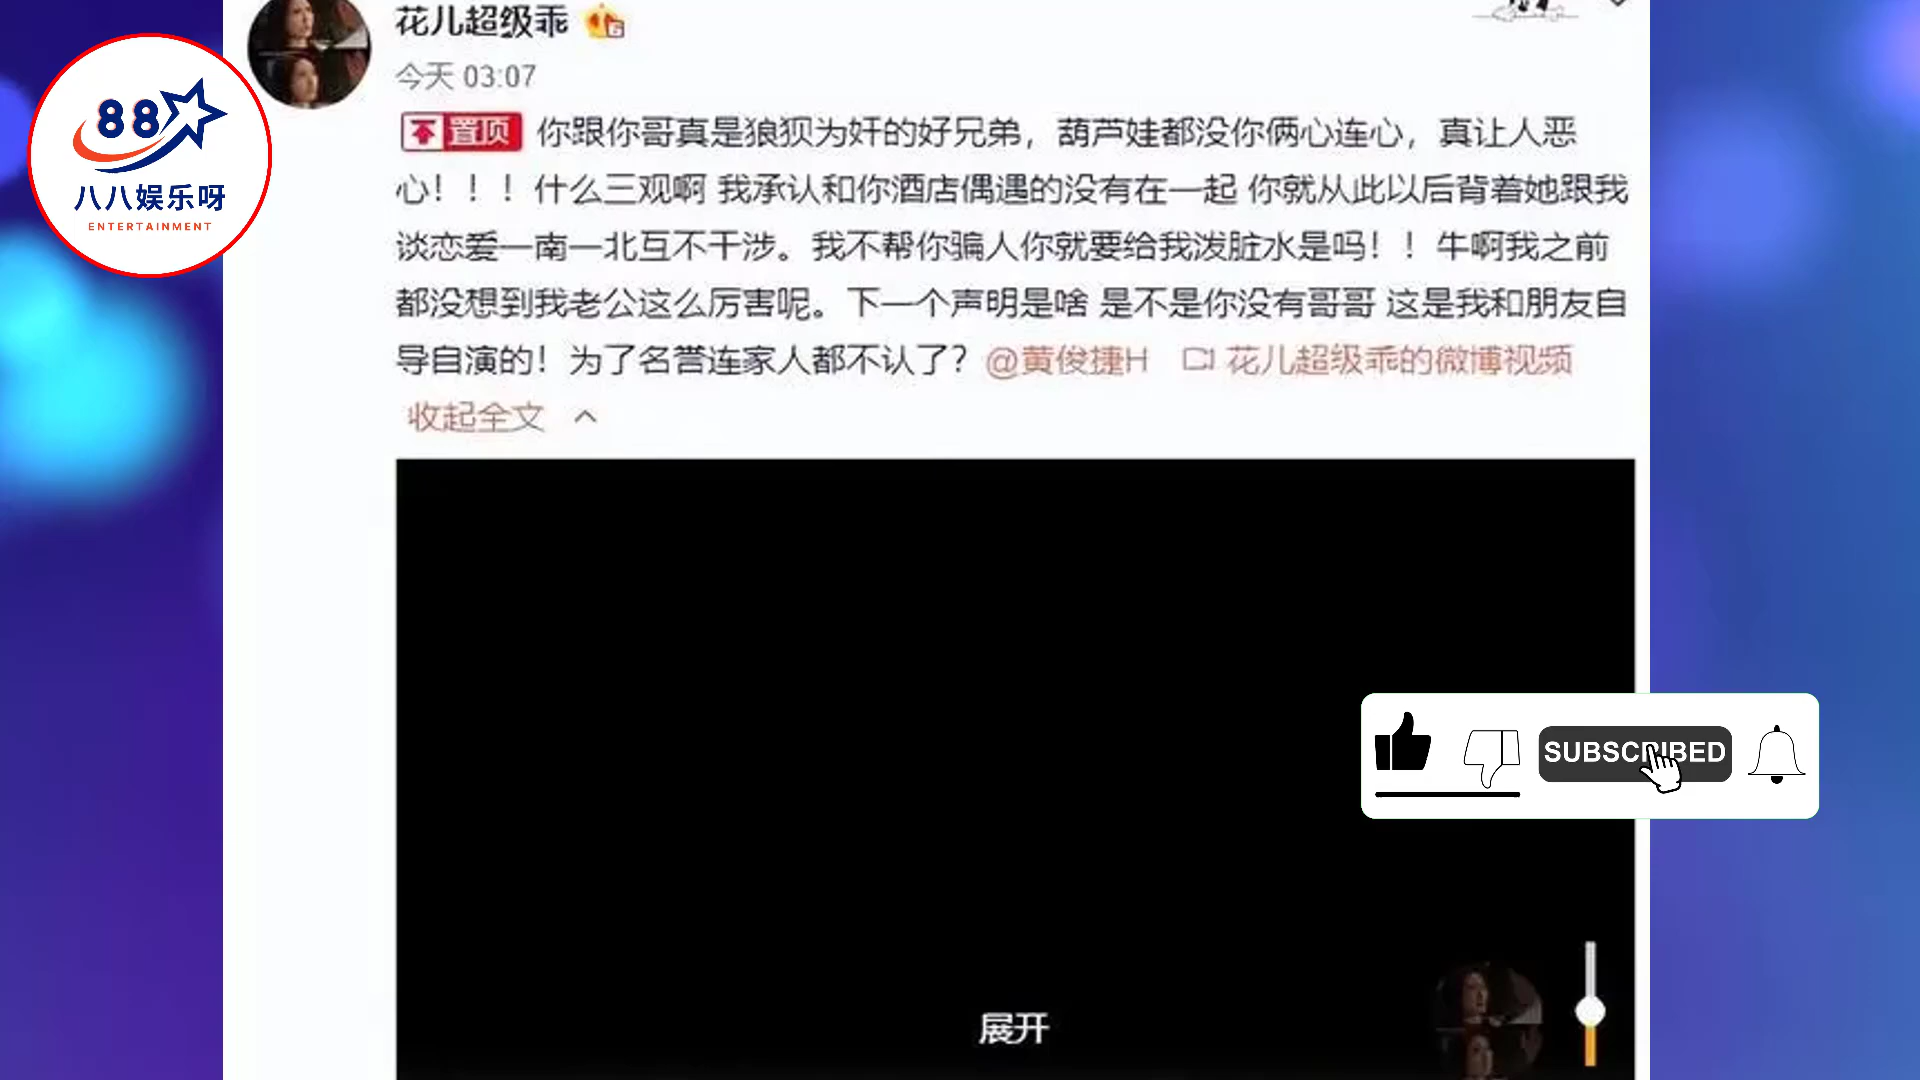 花儿超级乖
今天 03:07
置顶 你跟你哥真是狼狈为奸的好兄弟，葫芦娃都没你俩心连心，真让人恶
心！！！什么三观啊 我承认和你酒店偶遇的没有在一起 你就从此以后背着她跟我
谈恋爱一南一北互不干涉。我不帮你骗人你就要给我泼脏水是吗！！牛啊我之前
都没想到我老公这么厉害呢。下一个声明是啥 是不是你没有哥哥 这是我和朋友自
导自演的！为了名誉连家人都不认了？@黄俊捷H 花儿超级乖的微博视频
收起全文
88
八八娱乐呀
ENTERTAINMENT
SUBSCRIBED
展开